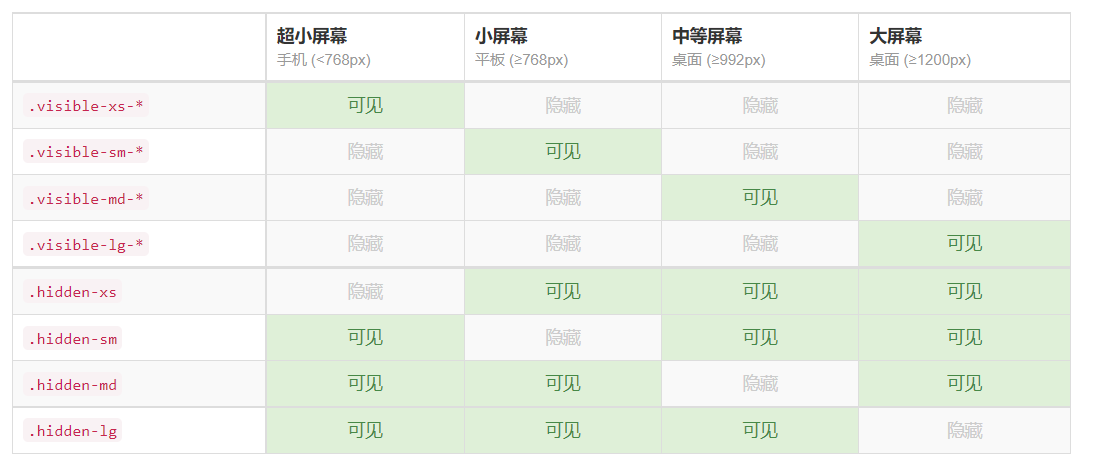 超小屏幕 小屏幕 中等屏幕 大屏幕
手机 (<768px) 平板 (≥768px) 桌面 (≥992px) 桌面 (≥1200px)
.visible-xs-* 可见 隐藏 隐藏 隐藏
.visible-sm-* 隐藏 可见 隐藏 隐藏
.visible-md-* 隐藏 隐藏 可见 隐藏
.visible-lg-* 隐藏 隐藏 隐藏 可见
.hidden-xs 隐藏 可见 可见 可见
.hidden-sm 可见 隐藏 可见 可见
.hidden-md 可见 可见 隐藏 可见
.hidden-lg 可见 可见 可见 隐藏